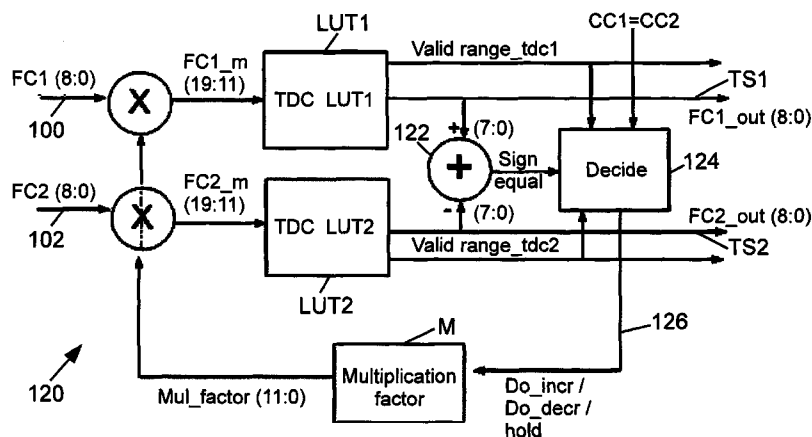 LUT1
CC1=CC2
FC1 (8:0)
100
X
FC1_m
(19:11)
TDC LUT1
Valid range_tdc1
TS1
FC1_out (8:0)
122
+
(7:0)
+
Sign
equal
Decide
124
FC2 (8:0)
102
X
FC2_m
(19:11)
TDC LUT2
-
(7:0)
FC2_out (8:0)
Valid range_tdc2
TS2
LUT2
M
126
120
Mul_factor (11:0)
Multiplication
factor
Do_incr /
Do_decr /
hold